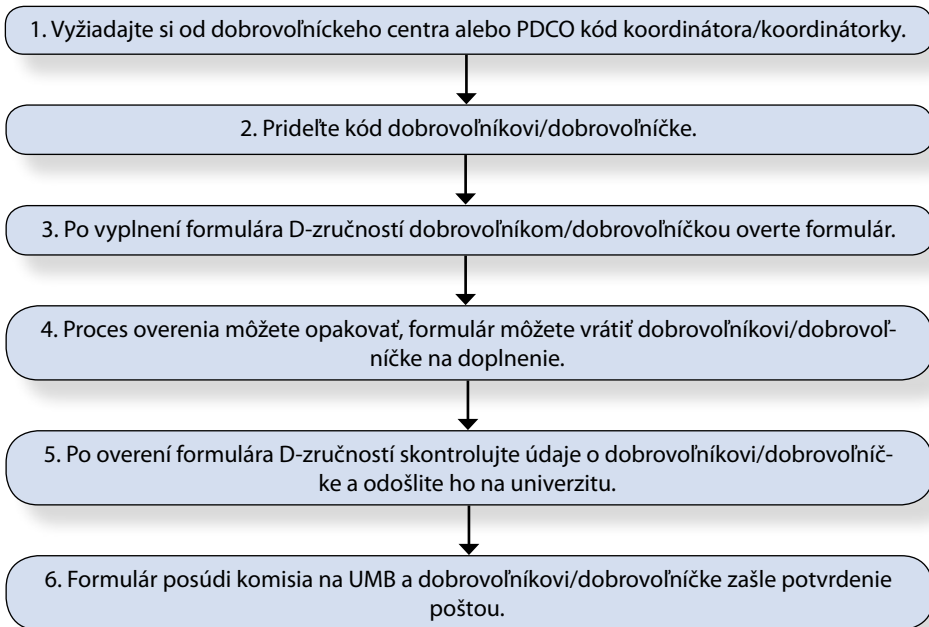 1. Vyžiadajte si od dobrovoľníckeho centra alebo PDCO kód koordinátora/koordinátorky.
2. Prideľte kód dobrovoľníkovi/dobrovoľníčke.
3. Po vyplnení formulára D-zručností dobrovoľníkom/dobrovoľníčkou overte formulár.
4. Proces overenia môžete opakovať, formulár môžete vrátiť dobrovoľníkovi/dobrovoľ-
níčke na doplnenie.
5. Po overení formulára D-zručností skontrolujte údaje o dobrovoľníkovi/dobrovoľníč-
ke a odošlite ho na univerzitu.
6. Formulár posúdi komisia na UMB a dobrovoľníkovi/dobrovoľníčke zašle potvrdenie
poštou.